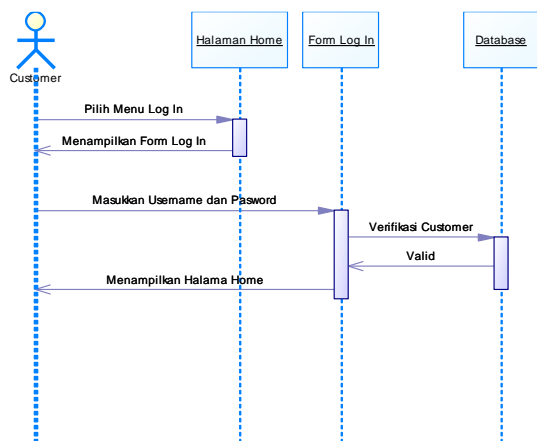 Halaman Home
Form Log In
Database
Customer
Pilih Menu Log In
Menampilkan Form Log In
Masukkan Username dan Pasword
Verifikasi Customer
Valid
Menampilkan Halama Home